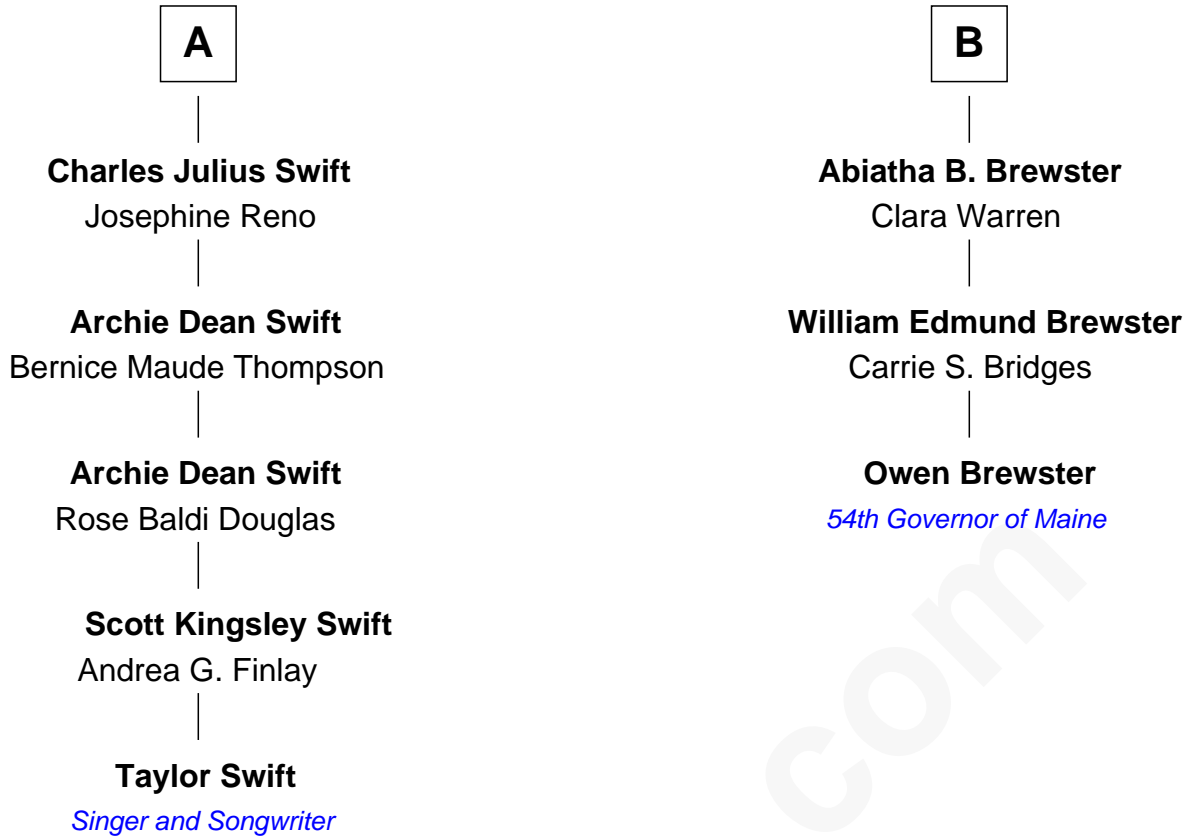 A
Charles Julius Swift
Josephine Reno
Archie Dean Swift
Bernice Maude Thompson
Archie Dean Swift
Rose Baldi Douglas
Scott Kingsley Swift
Andrea G. Finlay
Taylor Swift
Singer and Songwriter
B
Abiatha B. Brewster
Clara Warren
William Edmund Brewster
Carrie S. Bridges
Owen Brewster
54th Governor of Maine
com